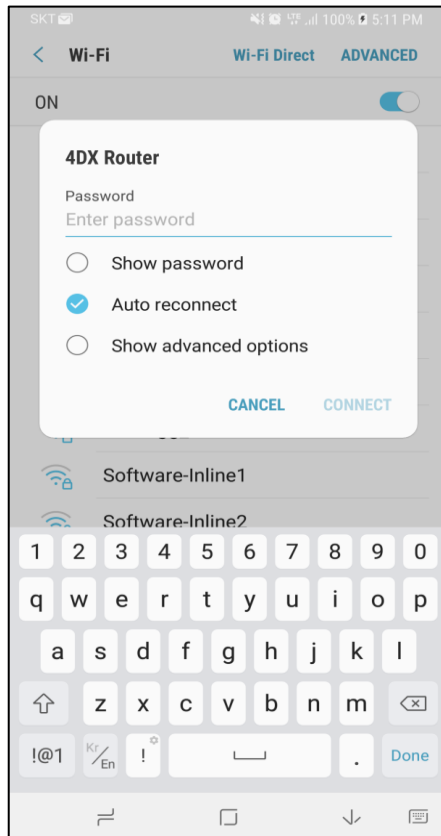 SKT LTE 100% 5:11 PM
Wi-Fi Wi-Fi Direct ADVANCED
ON
4DX Router
Password
Enter password
Show password
Auto reconnect
Show advanced options
CANCEL CONNECT
Software-Inline1
Software-Inline2
1 2 3 4 5 6 7 8 9 0
q w e r t y u i o p
a s d f g h j k l
z x c v b n m
!@1 Kr/En ! . Done